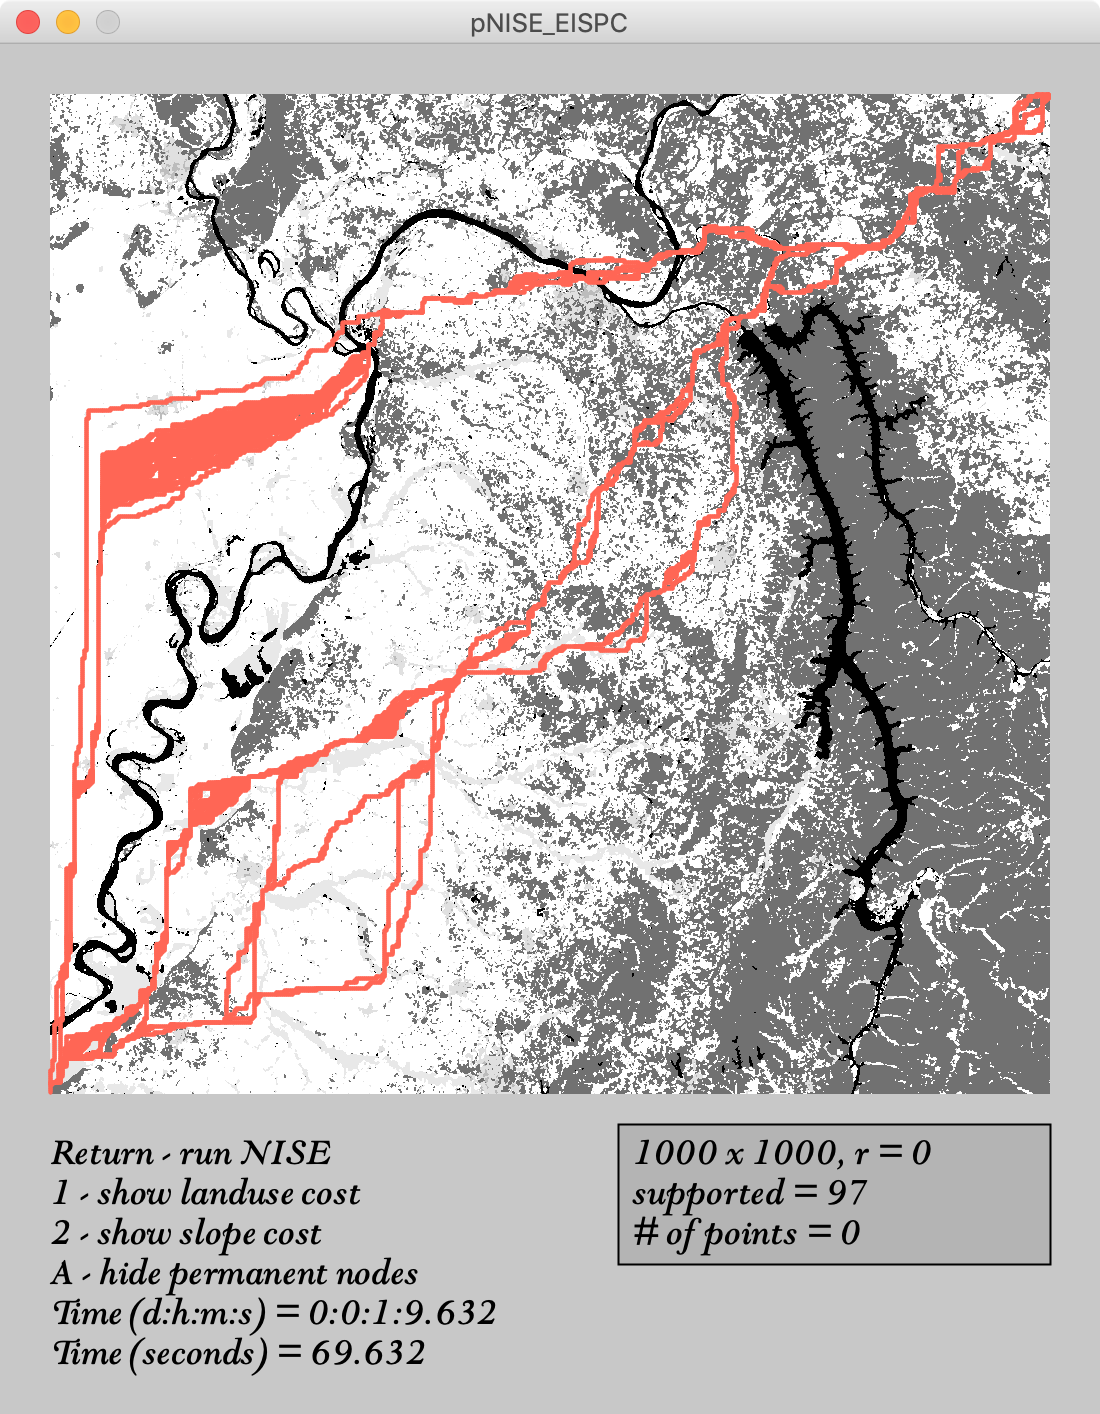 pNISE_EISPC
Return - run NISE
1 - show landuse cost
2 - show slope cost
A - hide permanent nodes
Time (d:h:m:s) = 0:0:1:9.632
Time (seconds) = 69.632
1000 x 1000, r = 0
supported = 97
# of points = 0